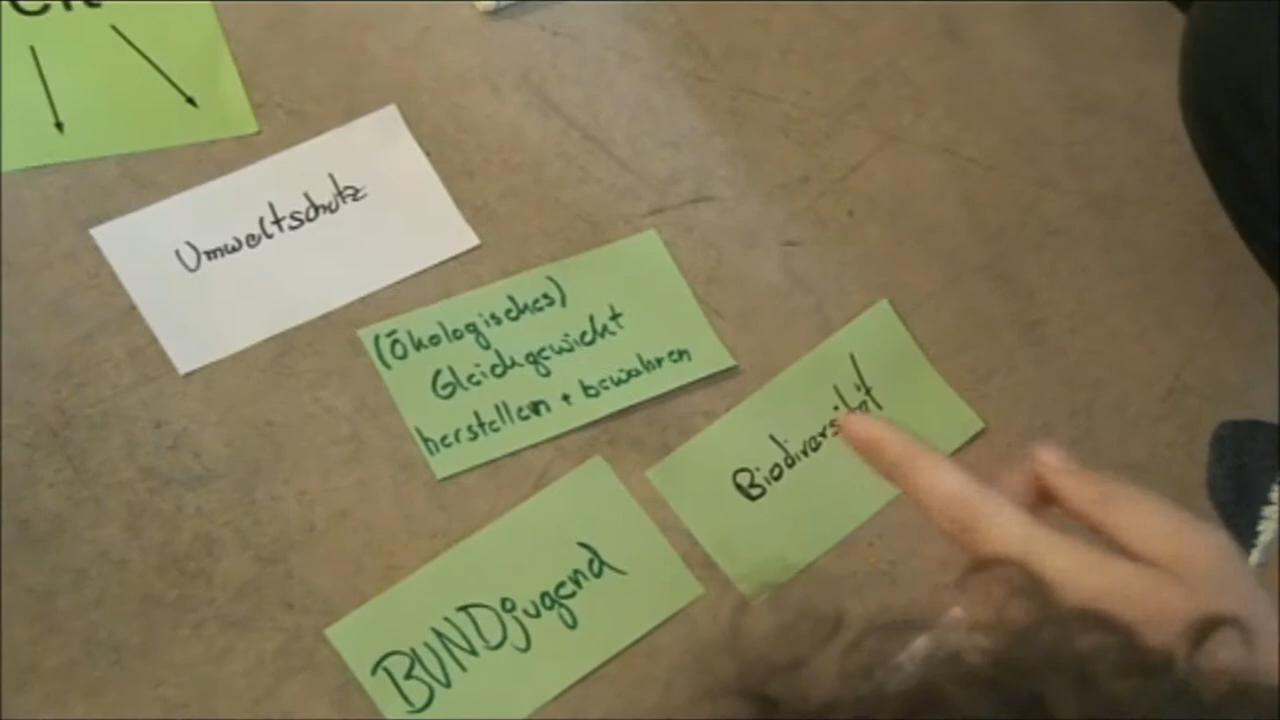 Umweltschutz
(Ökologisches)
Gleichgewicht
herstellen + bewahren
Biodiversität
BUNDjugend